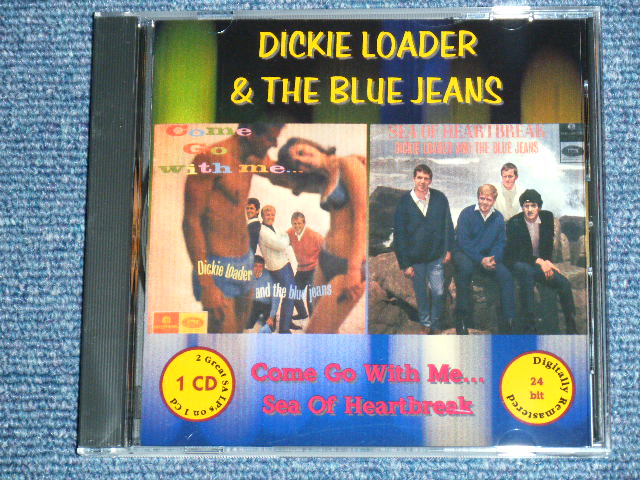 DICKIE LOADER
& THE BLUE JEANS
Come
Go
with me...
Dickie Loader
and the blue jeans
SEA OF HEARTBREAK
DICKIE LOADER AND THE BLUE JEANS
2 Great SA LP's on 1 Cd
1 CD
Come Go With Me...
Sea Of Heartbreak
Digitally Remastered
24
bit